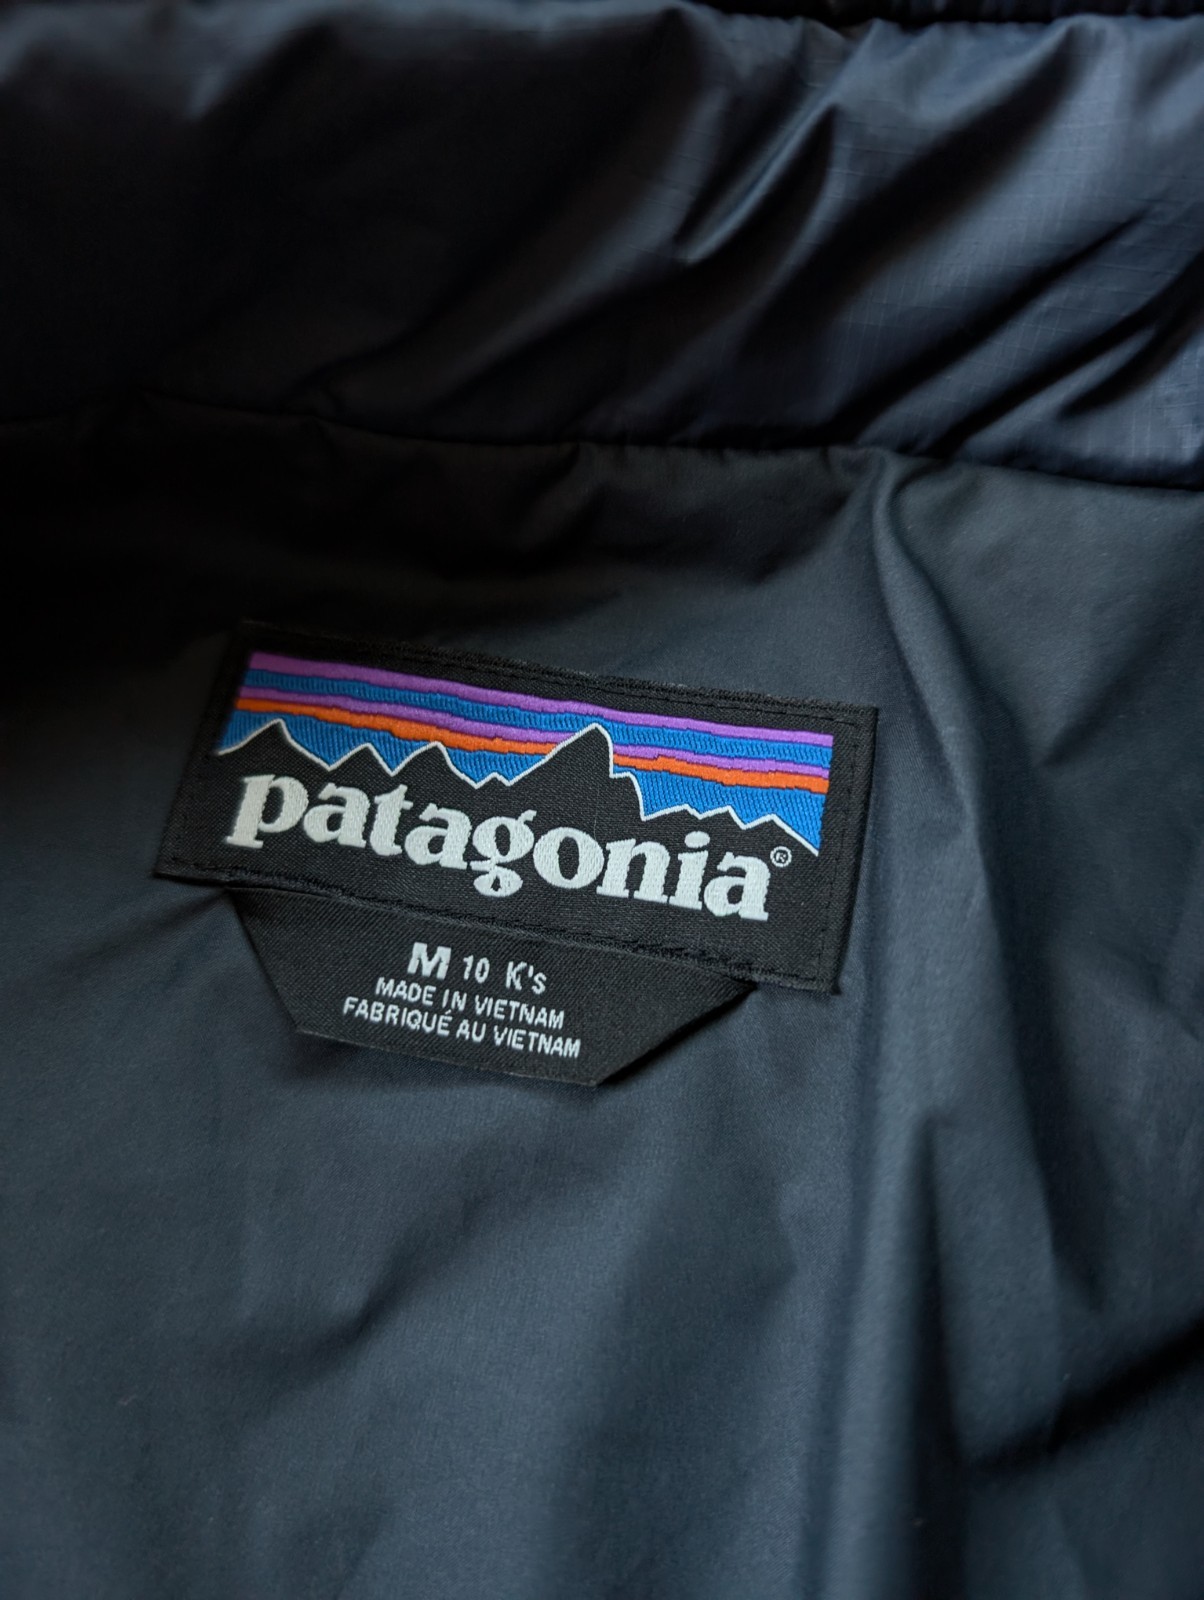 patagonia®
M 10 K's
MADE IN VIETNAM
FABRIQUÉ AU VIETNAM